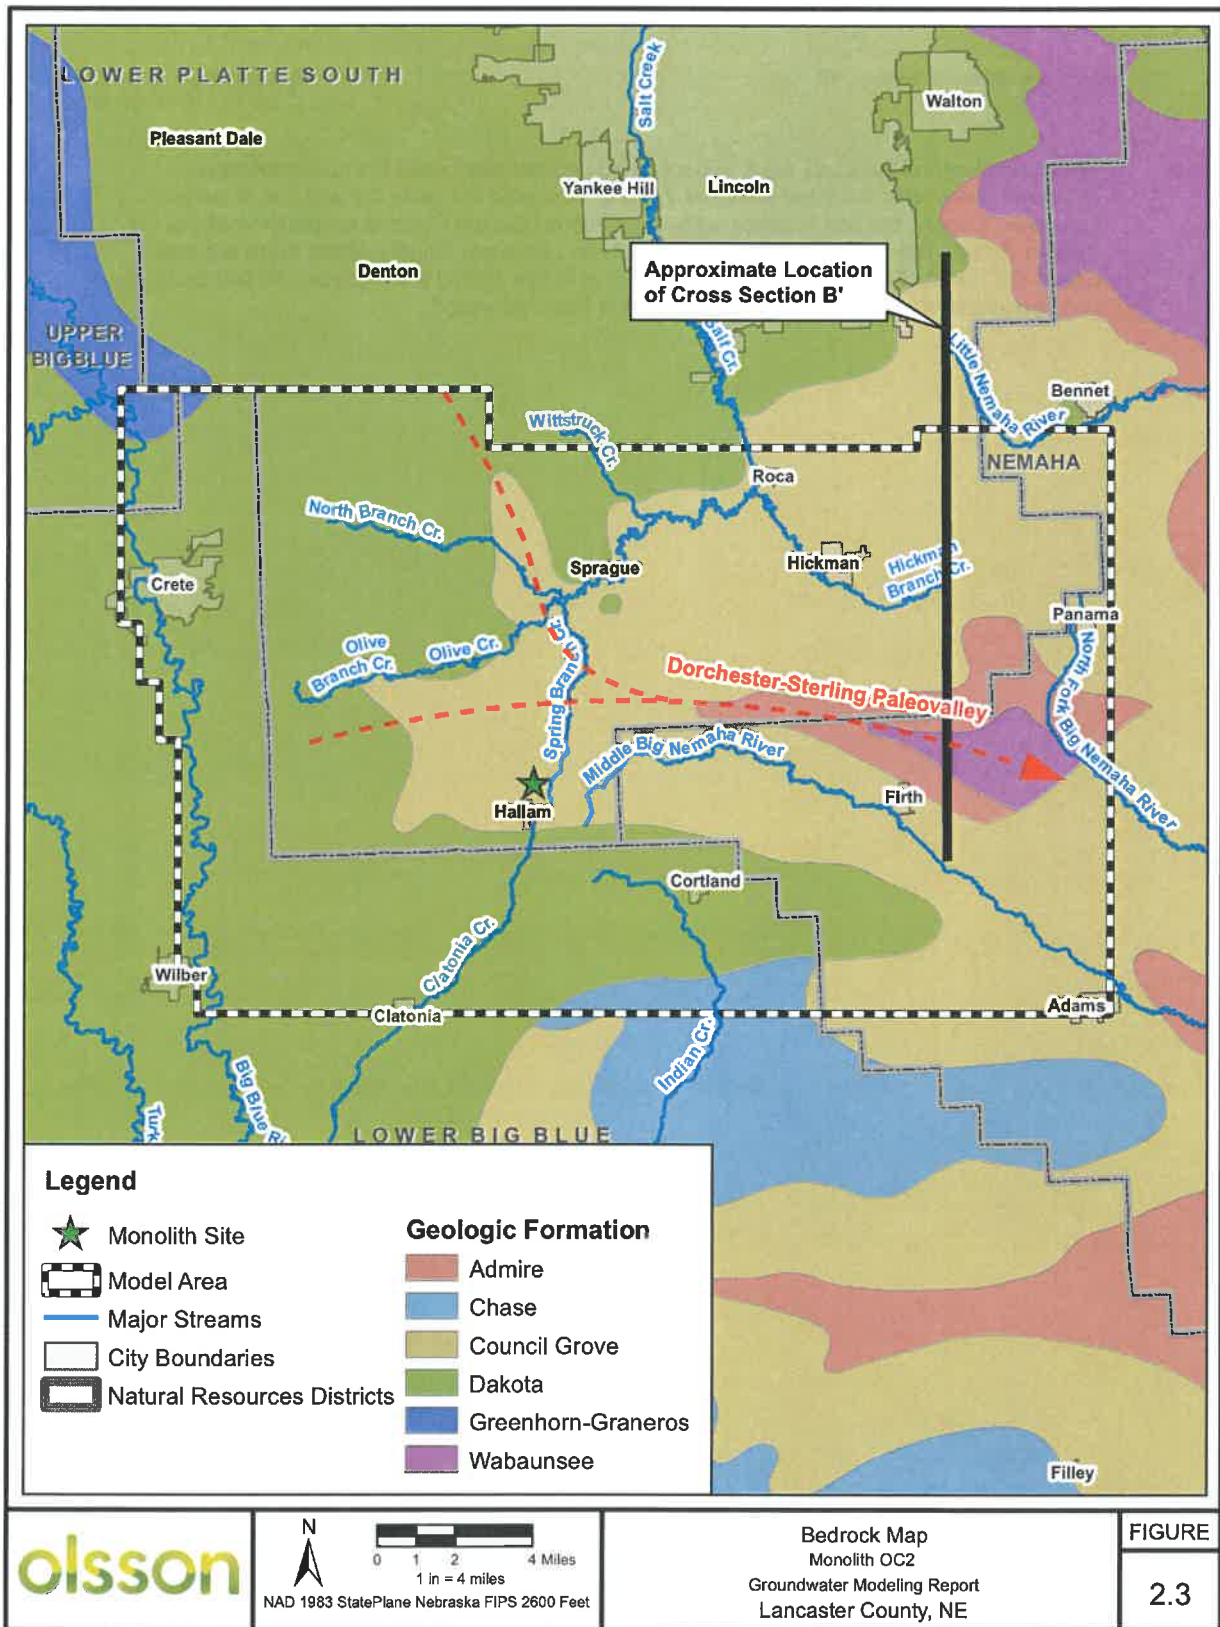 LOWER PLATTE SOUTH
Pleasant Dale
Salt Creek
Walton
Yankee Hill
Lincoln
Denton
Approximate Location
of Cross Section B'
UPPER
BIG BLUE
Salt Cr.
Little Nemaha River
Bennet
Wittstruck Cr.
NEMAHA
Roca
North Branch Cr.
Sprague
Hickman
Hickman
Branch Cr.
Crete
Panama
Olive
Branch Cr.
Olive Cr.
Spring Branch Cr.
North Fork Big Nemaha River
Dorchester-Sterling Paleovalley
Middle Big Nemaha River
Hallam
Firth
Cortland
Clatonia Cr.
Wilber
Clatonia
Adams
Indian Cr.
Big Blue Ri
Turk
LOWER BIG BLUE
Legend
Monolith Site
Model Area
Major Streams
City Boundaries
Natural Resources Districts
Geologic Formation
Admire
Chase
Council Grove
Dakota
Greenhorn-Graneros
Wabaunsee
Filley
olsson
N
0 1 2 4 Miles
1 in = 4 miles
NAD 1983 StatePlane Nebraska FIPS 2600 Feet
Bedrock Map
Monolith OC2
Groundwater Modeling Report
Lancaster County, NE
FIGURE
2.3